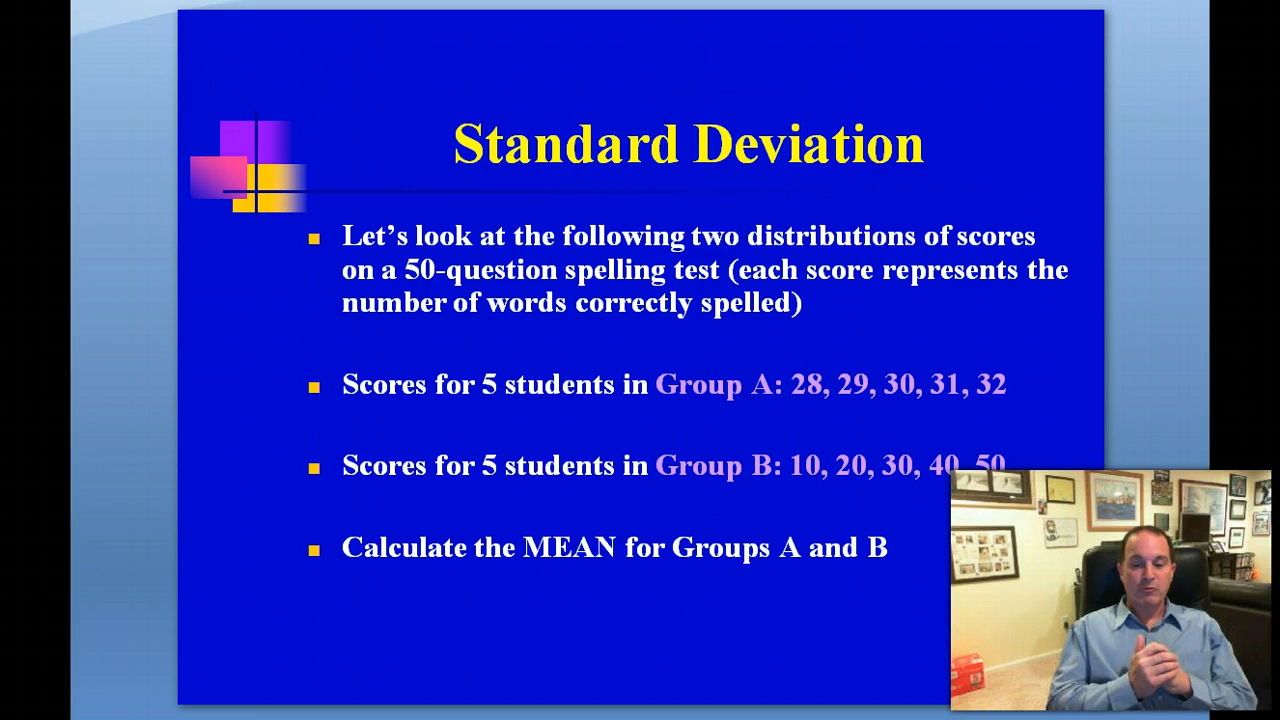 Standard Deviation
Let’s look at the following two distributions of scores
on a 50-question spelling test (each score represents the
number of words correctly spelled)
Scores for 5 students in Group A: 28, 29, 30, 31, 32
Scores for 5 students in Group B: 10, 20, 30, 40, 50
Calculate the MEAN for Groups A and B